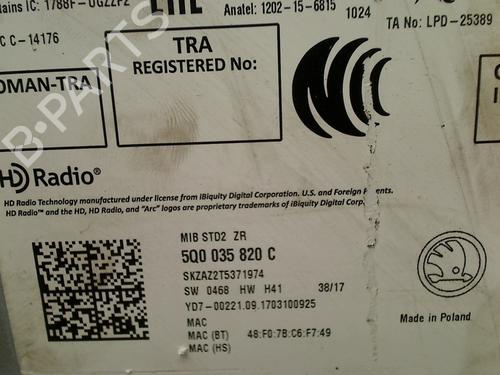 Anatel: 1202-15-6815
1024
TA No: LPD-25389
C C-14176
OMAN-TRA
TRA
REGISTERED No:
B-PARTS
HD Radio®
HD Radio Technology manufactured under license from iBiquity Digital Corporation. U.S. and Foreign Patents.
HD Radio™ and the HD, HD Radio, and "Arc" logos are proprietary trademarks of iBiquity Digital Corp.
MIB STD2 ZR
5Q0 035 820 C
SKZAZ2T5371974
SW 0468 HW H41 38/17
YD7-00221.09.1703100925
MAC
MAC (BT) 48:F0:7B:C6:F7:49
MAC (HS)
Made in Poland